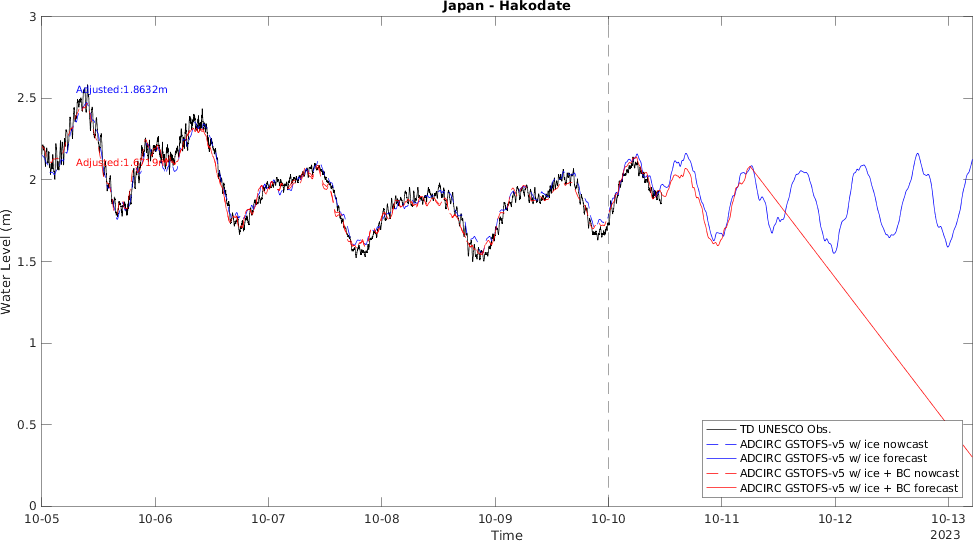 Japan - Hakodate
3
2.5
2
1.5
1
0.5
0
Water Level (m)
Adjusted:1.8632m
10-05
10-06
10-07
10-08
10-09
10-10
10-11
10-12
10-13
2023
Time
TD UNESCO Obs.
ADCIRC GSTOFS-v5 w/ ice nowcast
ADCIRC GSTOFS-v5 w/ ice forecast
ADCIRC GSTOFS-v5 w/ ice + BC nowcast
ADCIRC GSTOFS-v5 w/ ice + BC forecast